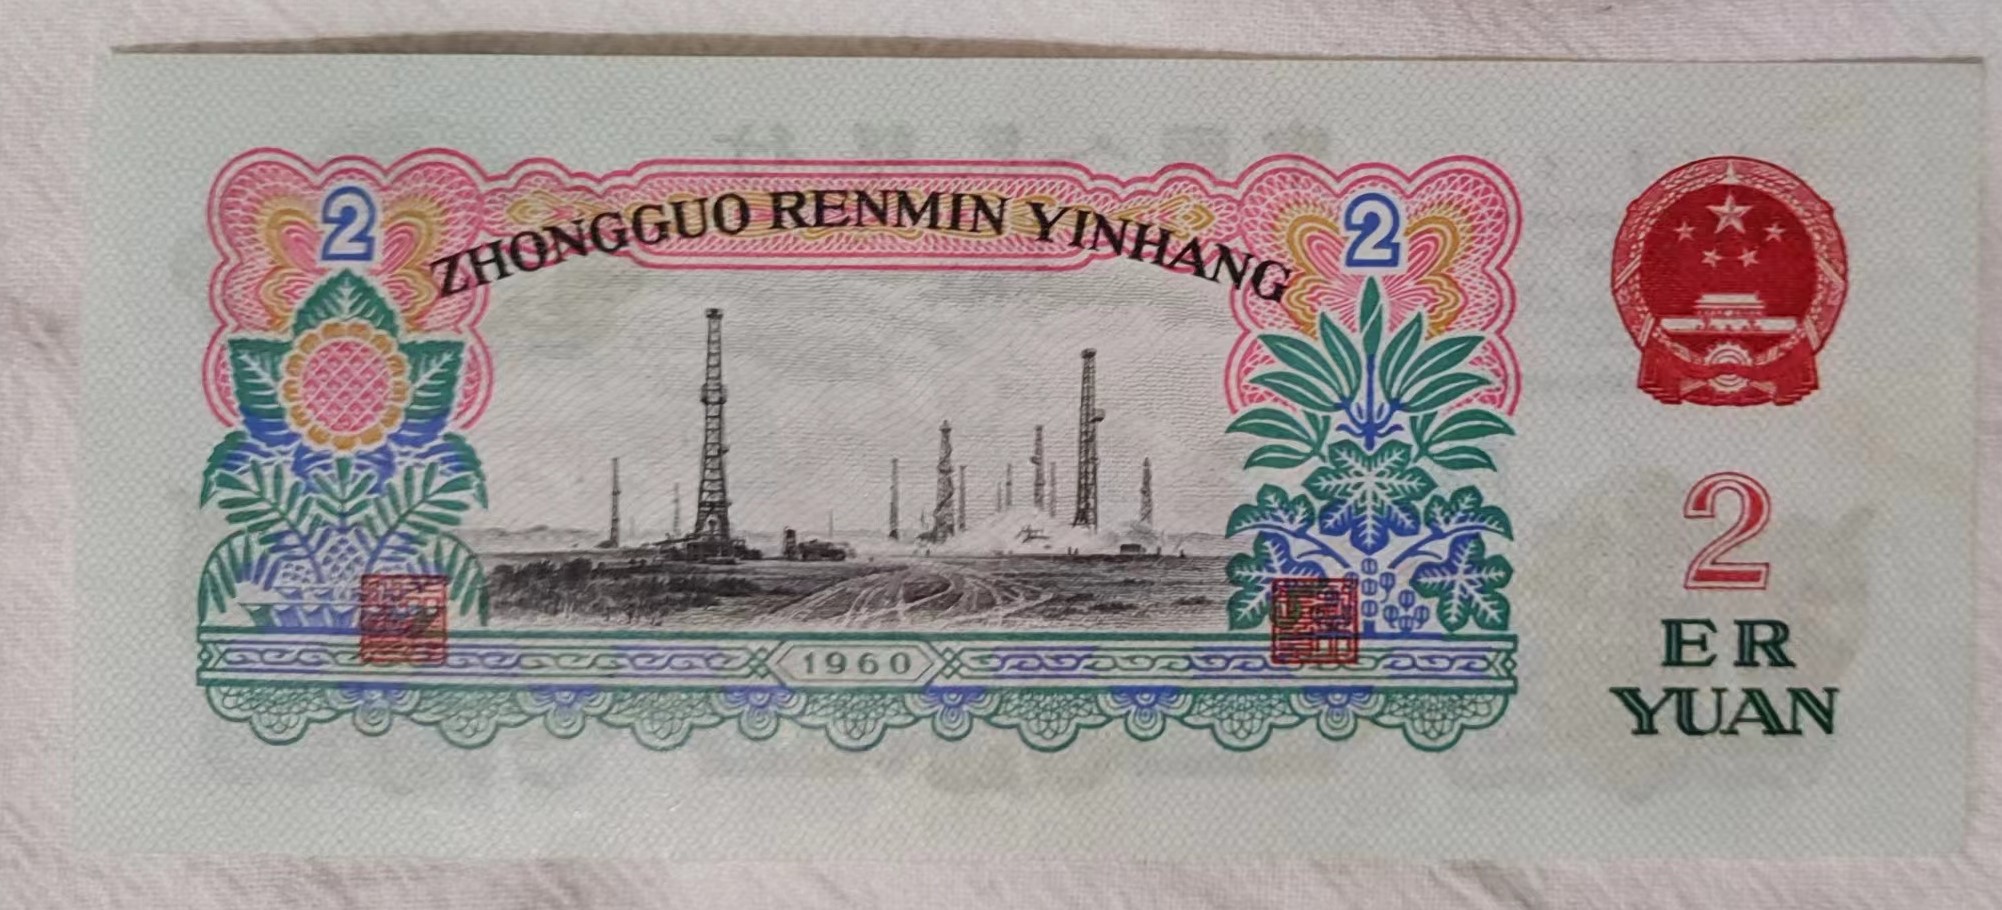 2
ZHONGGUO RENMIN YINHANG
2
2
ER
YUAN
1960